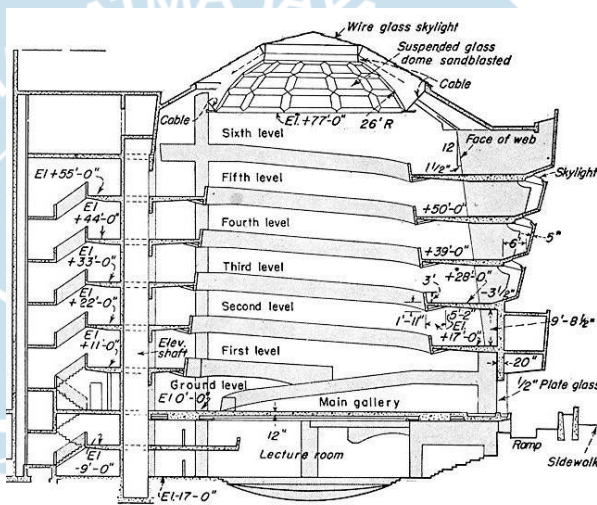 Wire glass skylight
Suspended glass
dome sandblasted
Cable
Cable
El. +77'-0"
26' R
Sixth level
12
Face of web
1 1/2"
Skylight
El +55'-0"
Fifth level
+50'-0"
El
+44'-0"
Fourth level
5"
6'
+39'-0"
El
+33'-0"
Third level
+28'-0"
3'
-3 1/2"
El
+22'-0"
Second level
1'-11"
5'-2"
El
+17'-0"
9'-8 1/2"
El
+11'-0"
Elev.
shaft
First level
20"
Ground level
El 0'-0"
Main gallery
1/2" Plate glass
12"
Lecture room
El
-9'-0"
Ramp
Sidewalk
El-17'-0"